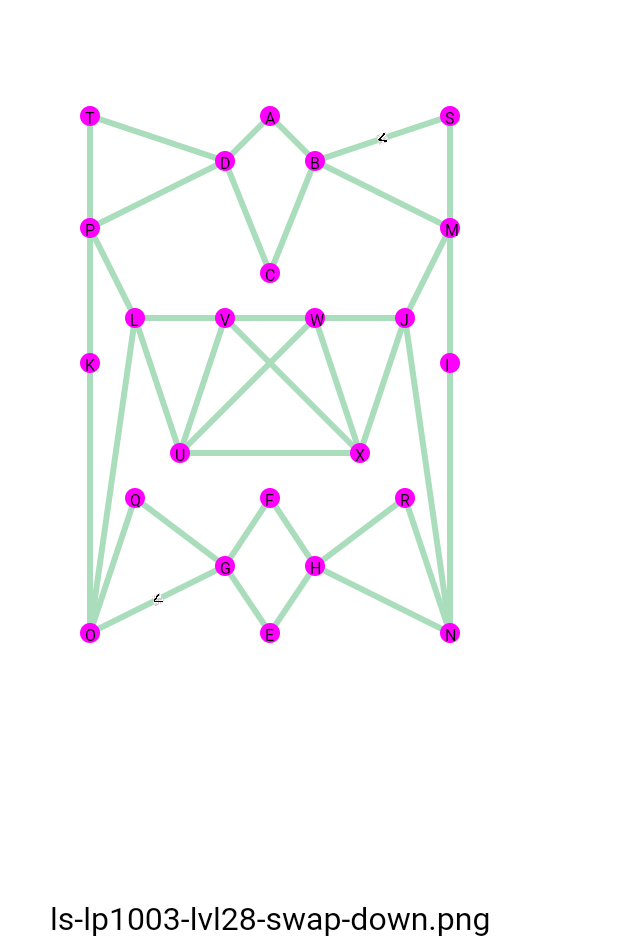 T A S
D B
P M
C
L V W J
K I
U X
Q F R
G H
O E N
ls-lp1003-lvl28-swap-down.png